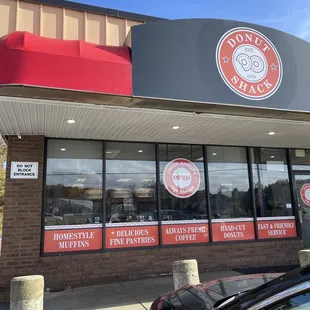 DONUT
EST.
SHACK
DO NOT
BLOCK
ENTRANCE
OPEN
HOMESTYLE
MUFFINS
* DELICIOUS
FINE PASTRIES
ALWAYS FRESH
COFFEE
HAND-CUT
DONUTS
FAST & FRIENDLY
SERVICE